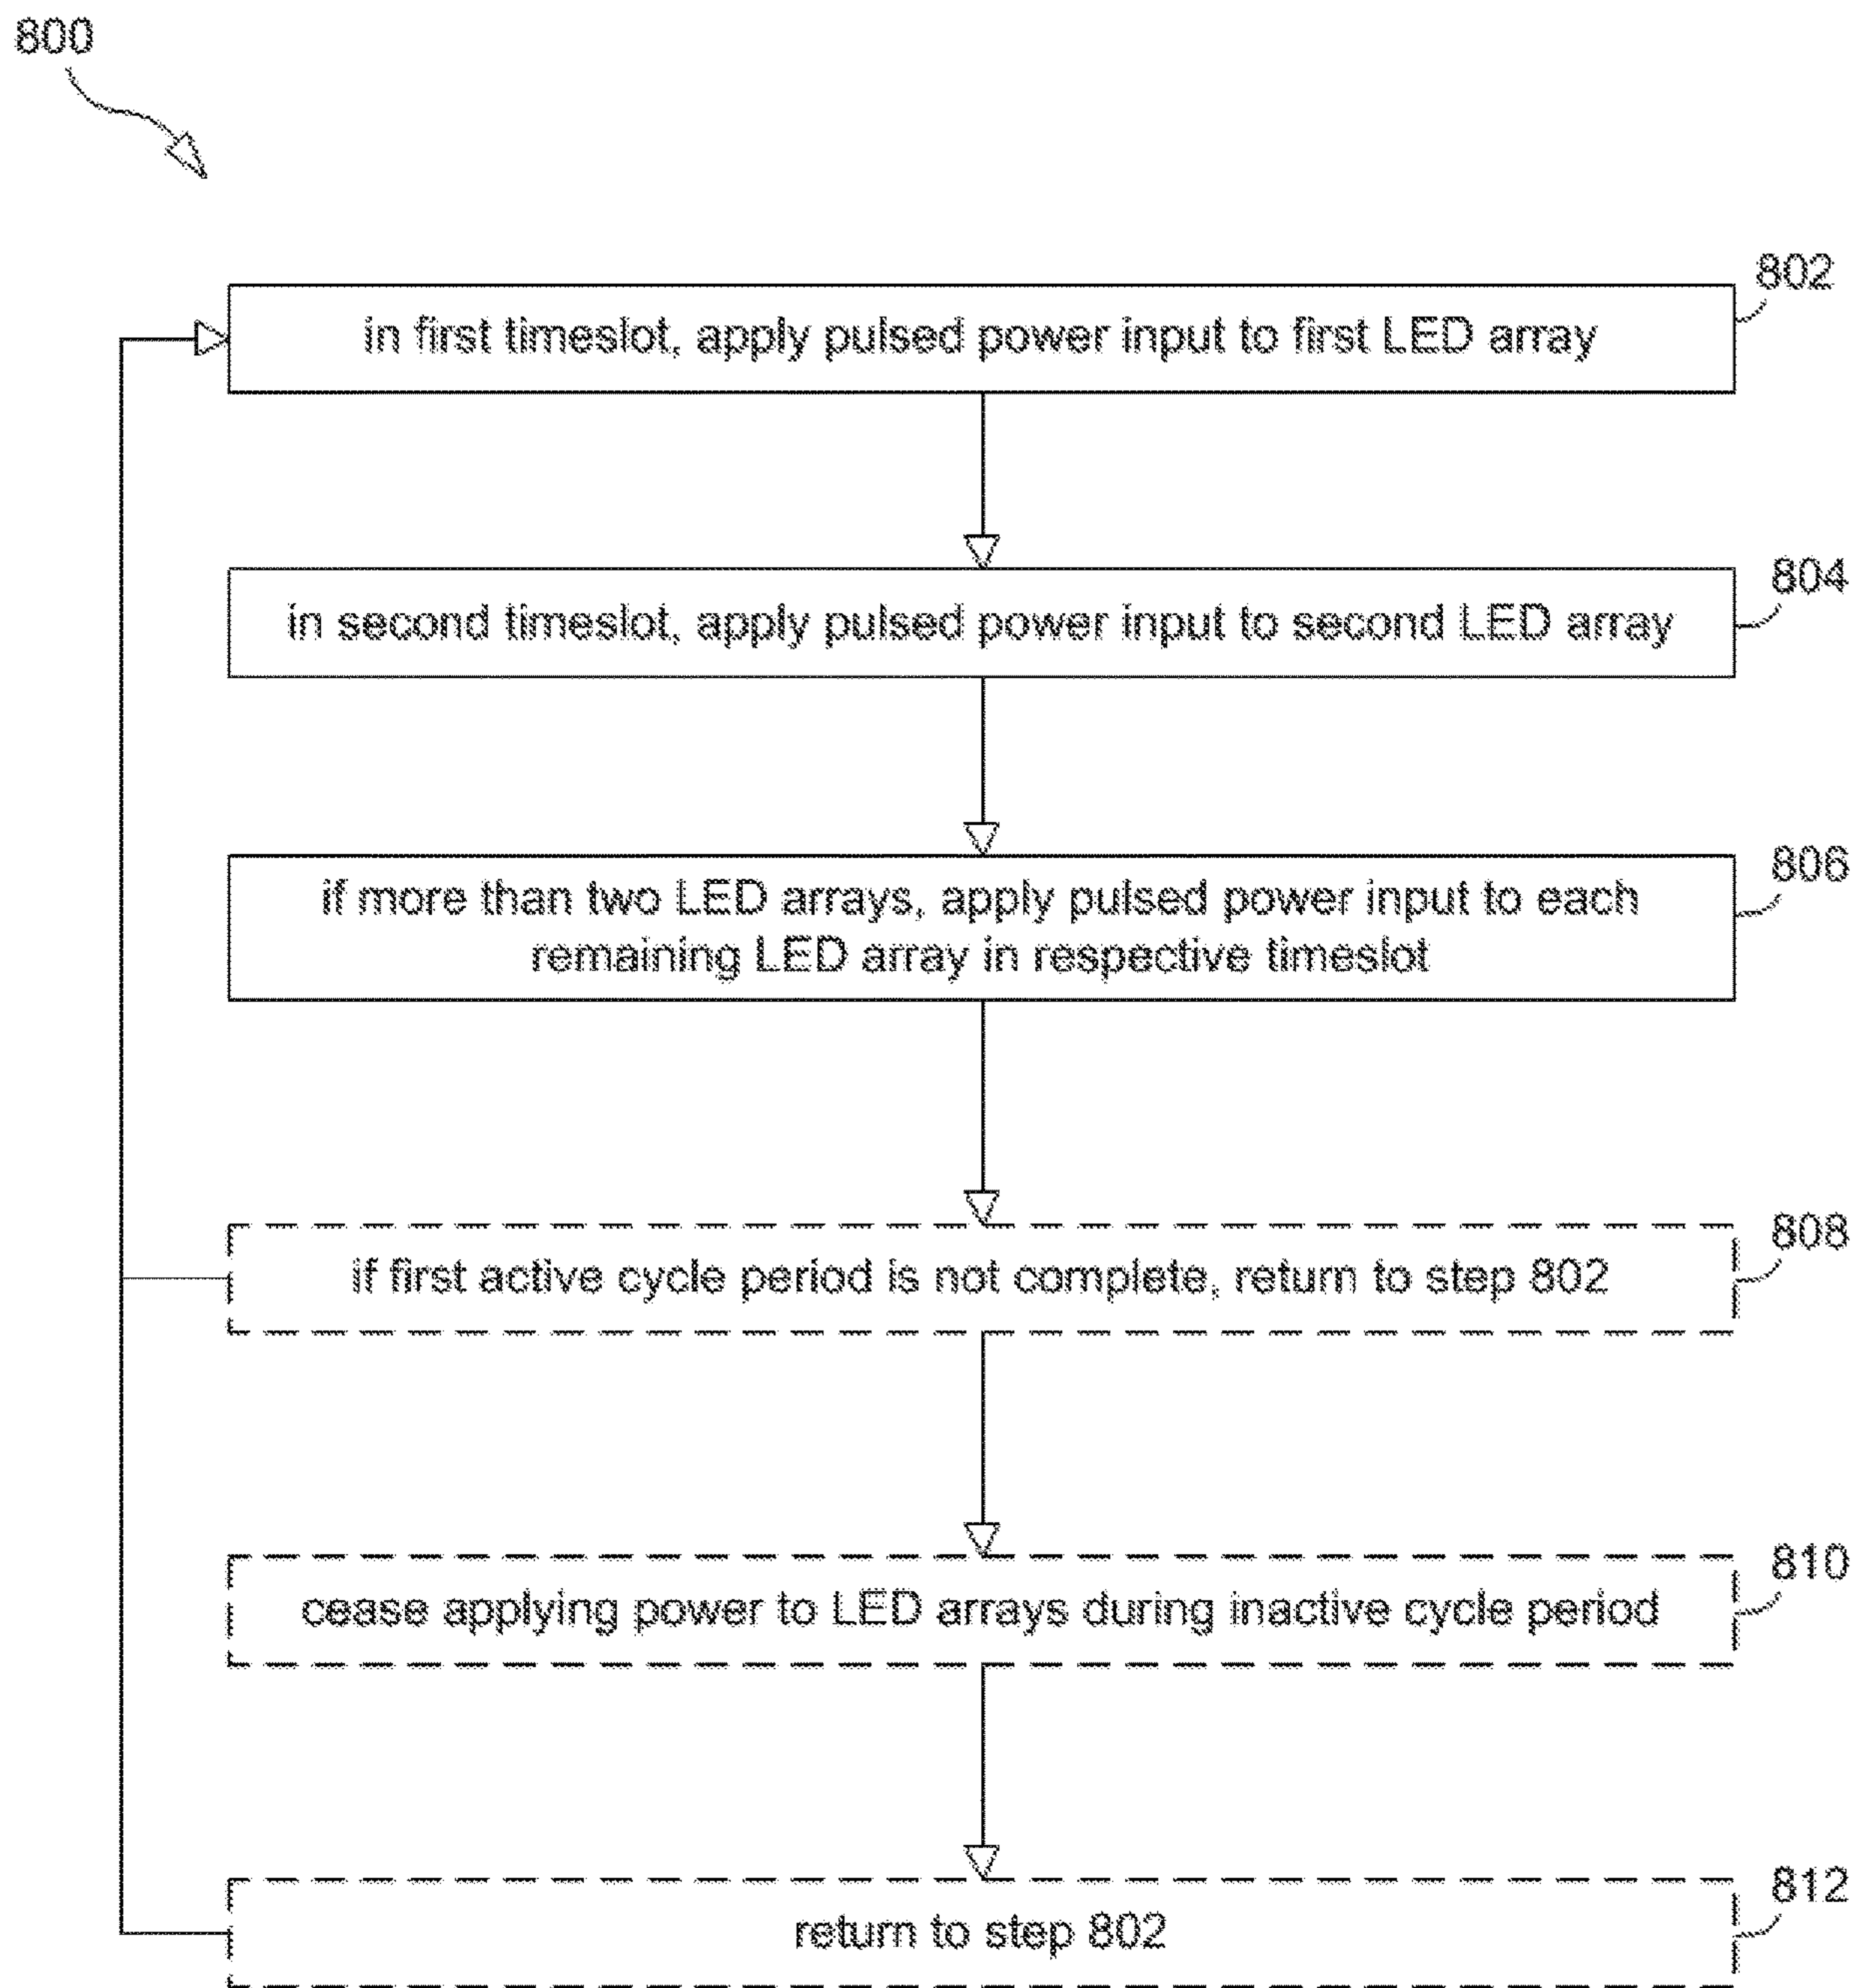 800
802
in first timeslot, apply pulsed power input to first LED array
804
in second timeslot, apply pulsed power input to second LED array
806
if more than two LED arrays, apply pulsed power input to each
remaining LED array in respective timeslot
808
if first active cycle period is not complete, return to step 802
810
cease applying power to LED arrays during inactive cycle period
812
return to step 802